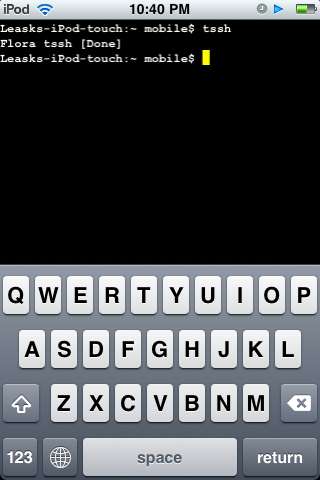 iPod 10:40 PM
Leasks-iPod-touch:~ mobile$ tssh
Flora tssh [Done]
Leasks-iPod-touch:~ mobile$
Q W E R T Y U I O P
A S D F G H J K L
Z X C V B N M
123 space return